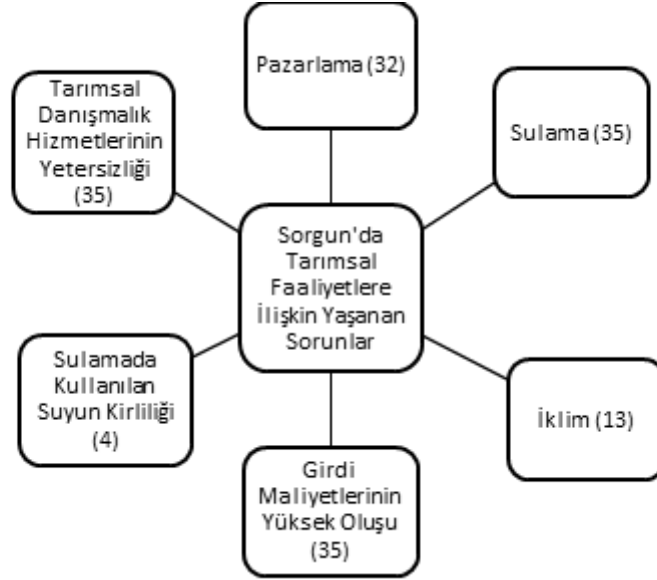 Pazarlama (32)
Tarımsal
Danışmalık
Hizmetlerinin
Yetersizliği
(35)
Sulama (35)
Sorgun'da
Tarımsal
Faaliyetlere
İlişkin Yaşanan
Sorunlar
Sulamada
Kullanılan
Suyun Kirliliği
(4)
İklim (13)
Girdi
Maliyetlerinin
Yüksek Oluşu
(35)